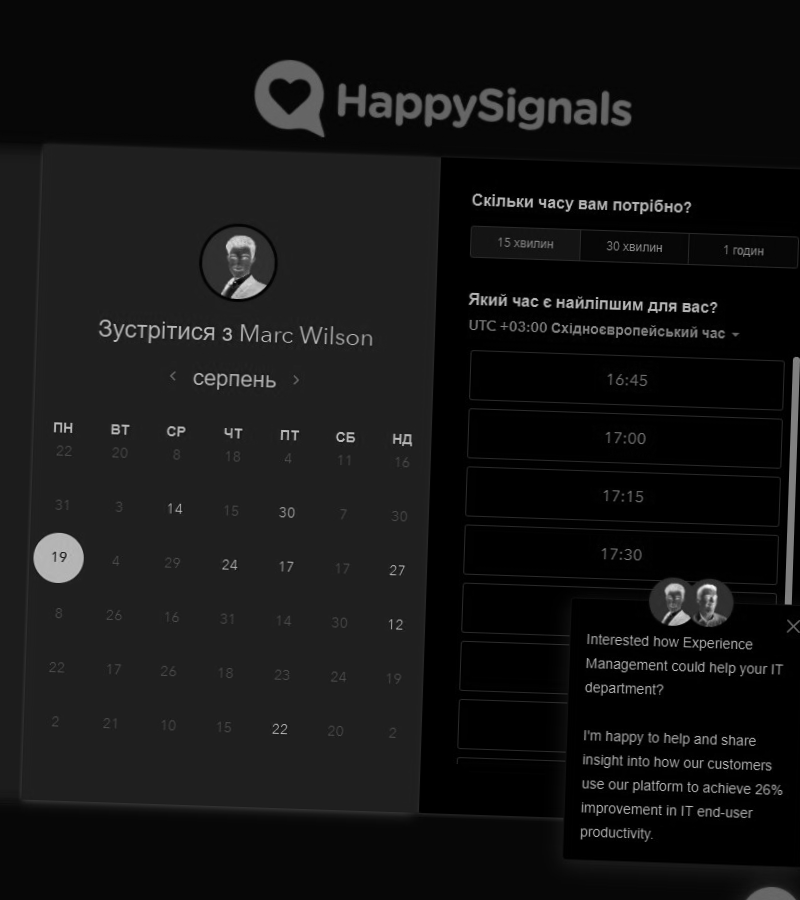 HappySignals
Зустрітися з Marc Wilson
серпень
ПН ВТ СР ЧТ ПТ СБ НД
22 20 8 18 4 11 16
31 3 14 15 30 7 30
19 4 29 24 17 17 27
8 26 16 31 14 30 12
22 17 26 18 23 24 19
2 21 10 15 22 20 2
Скільки часу вам потрібно?
15 хвилин 30 хвилин 1 годин
Який час є найліпшим для вас?
UTC +03:00 Східноєвропейський час
16:45
17:00
17:15
17:30
Interested how Experience
Management could help your IT
department?
I'm happy to help and share
insight into how our customers
use our platform to achieve 26%
improvement in IT end-user
productivity.